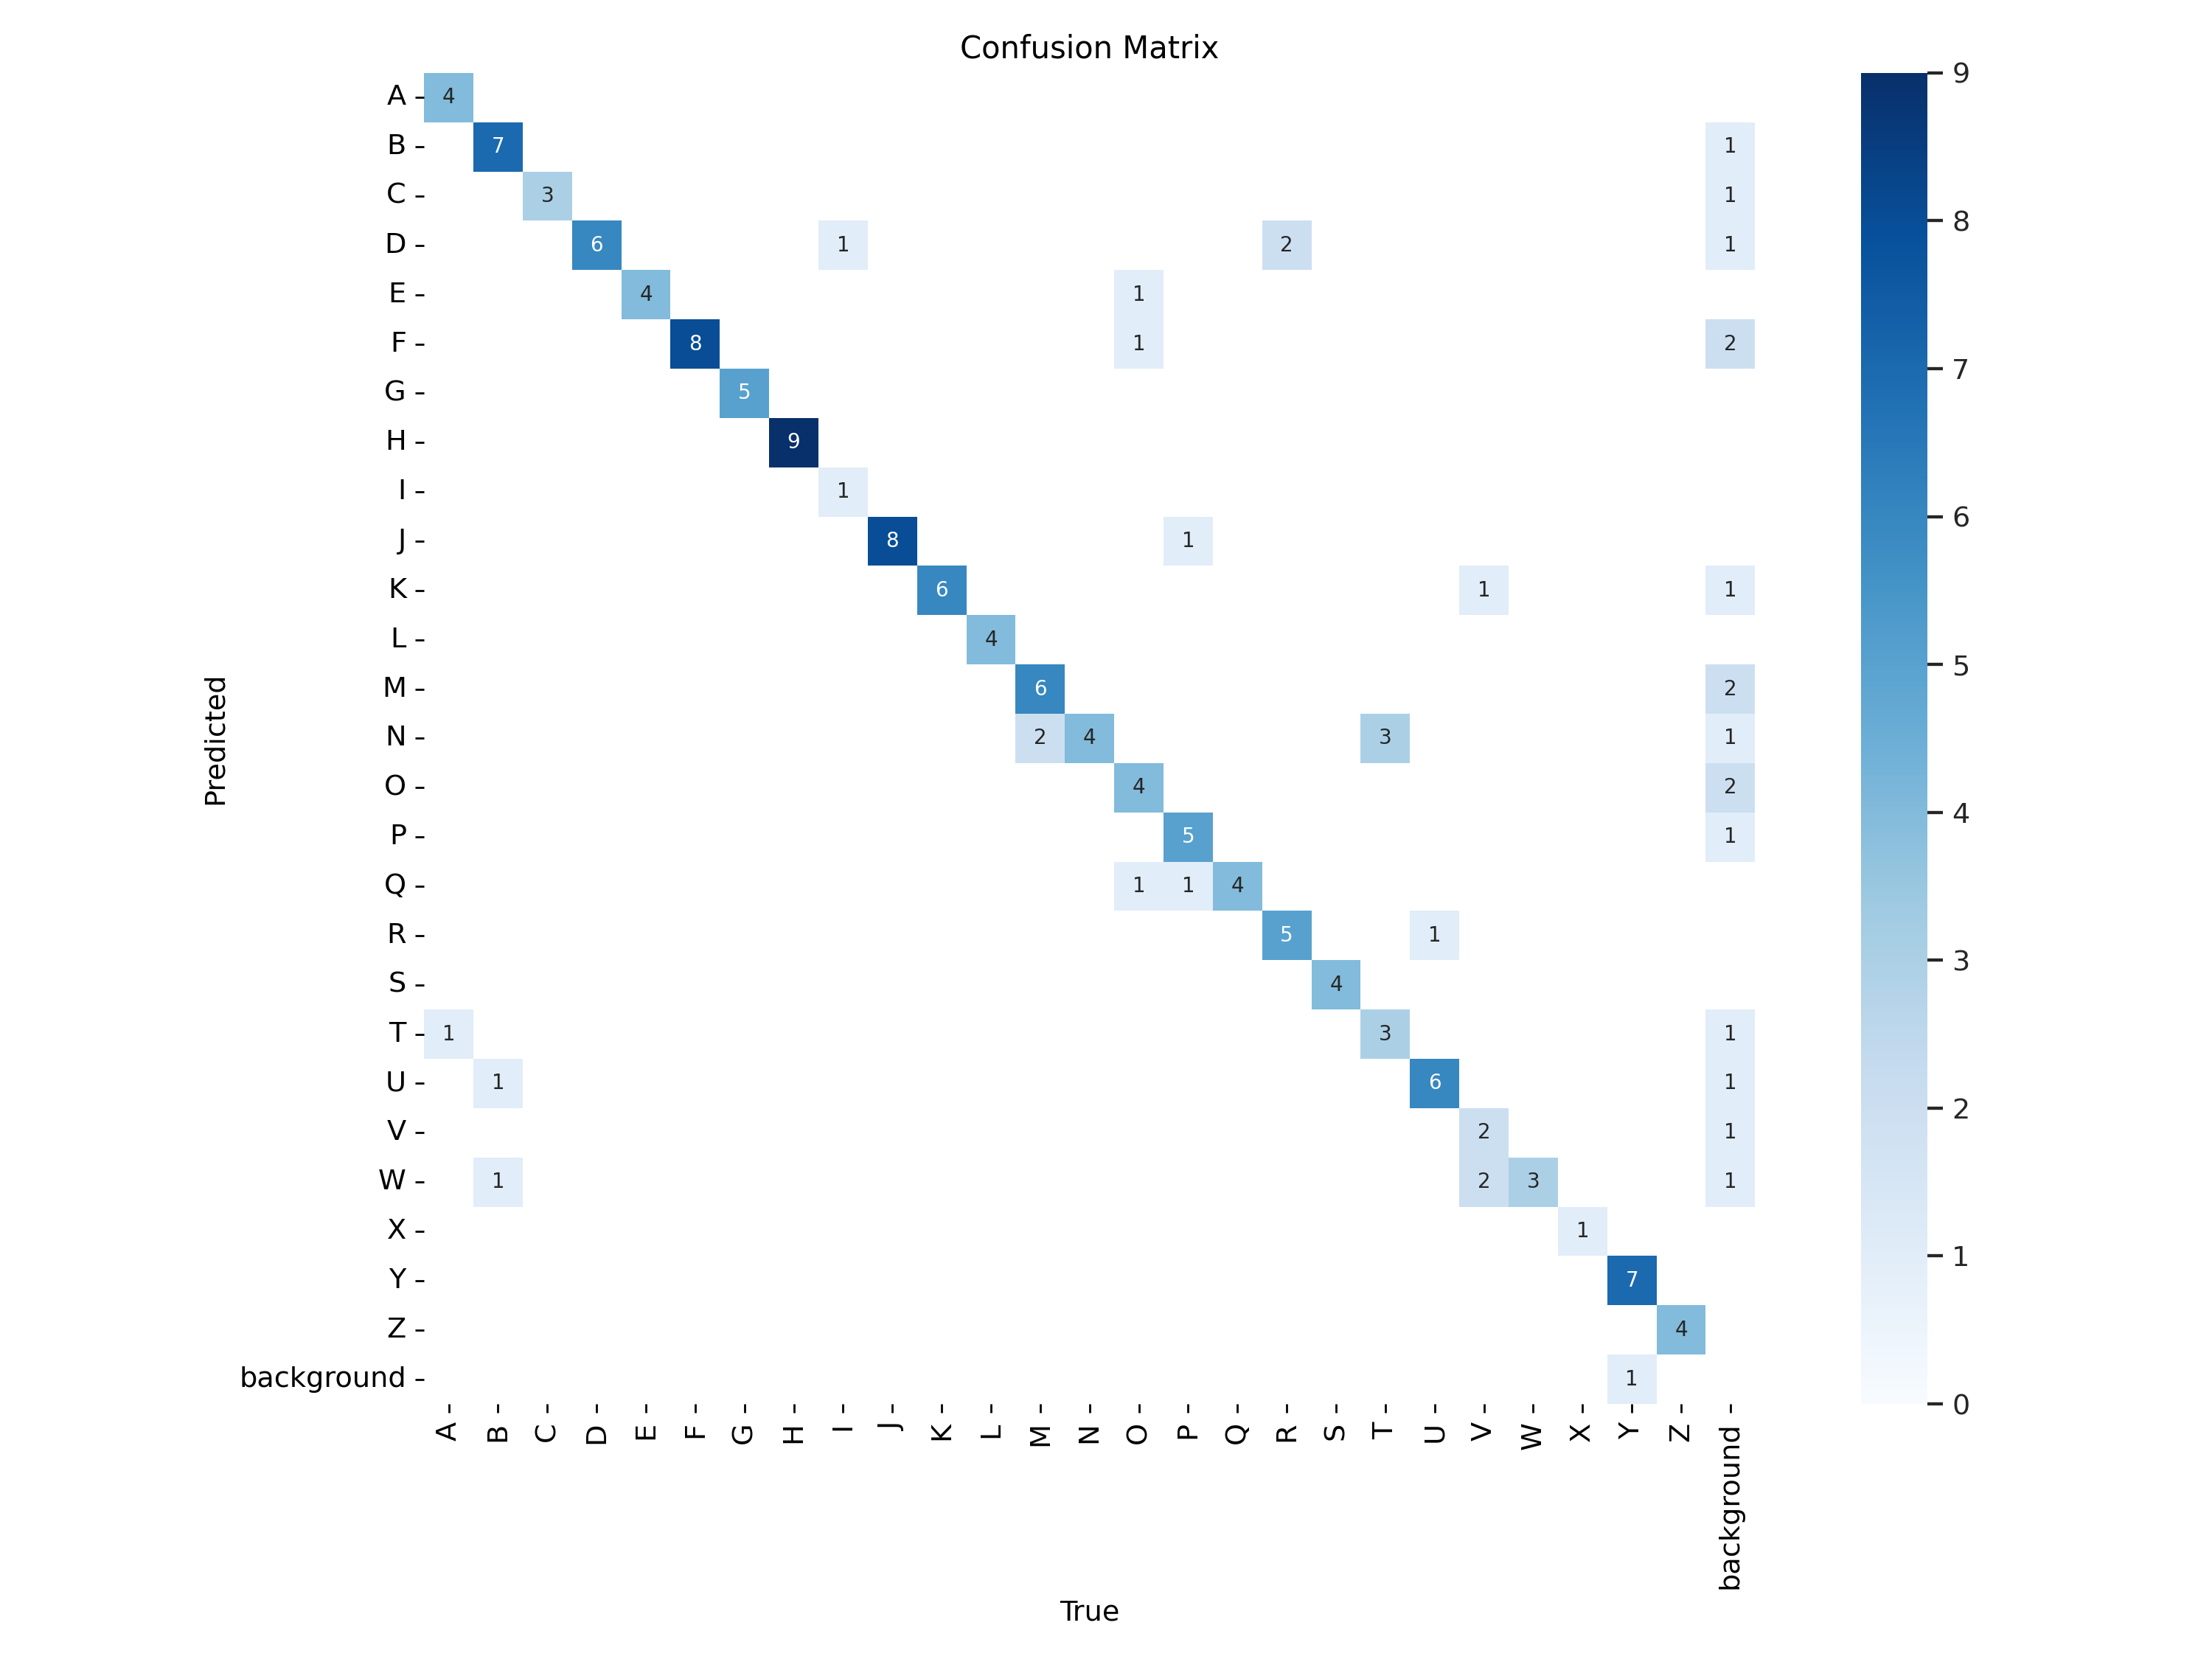 Confusion Matrix
A 4
B 7 1
C 3 1
D 6 1 2 1
E 4 1
F 8 1 2
G 5
H 9
I 1
J 8 1
K 6 1 1
L 4
M 6 2
N 2 4 3 1
O 4 2
P 5 1
Q 1 1 4
R 5 1
S 4
T 1 3 1
U 1 6 1
V 2 1
W 1 2 3 1
X 1
Y 7
Z 4
background 1
A B C D E F G H I J K L M N O P Q R S T U V W X Y Z background
True
Predicted
9
8
7
6
5
4
3
2
1
0